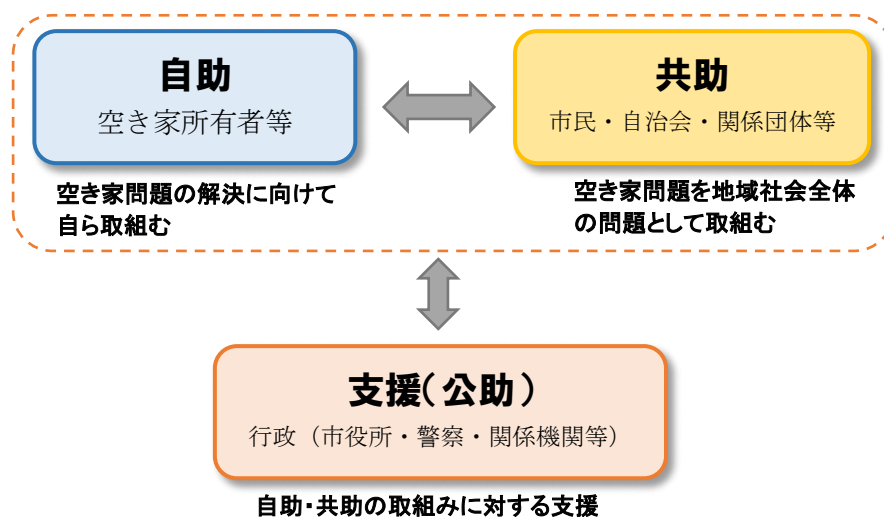 自助
空き家所有者等
共助
市民・自治会・関係団体等
空き家問題の解決に向けて
自ら取組む
空き家問題を地域社会全体
の問題として取組む
支援(公助)
行政（市役所・警察・関係機関等）
自助・共助の取組みに対する支援